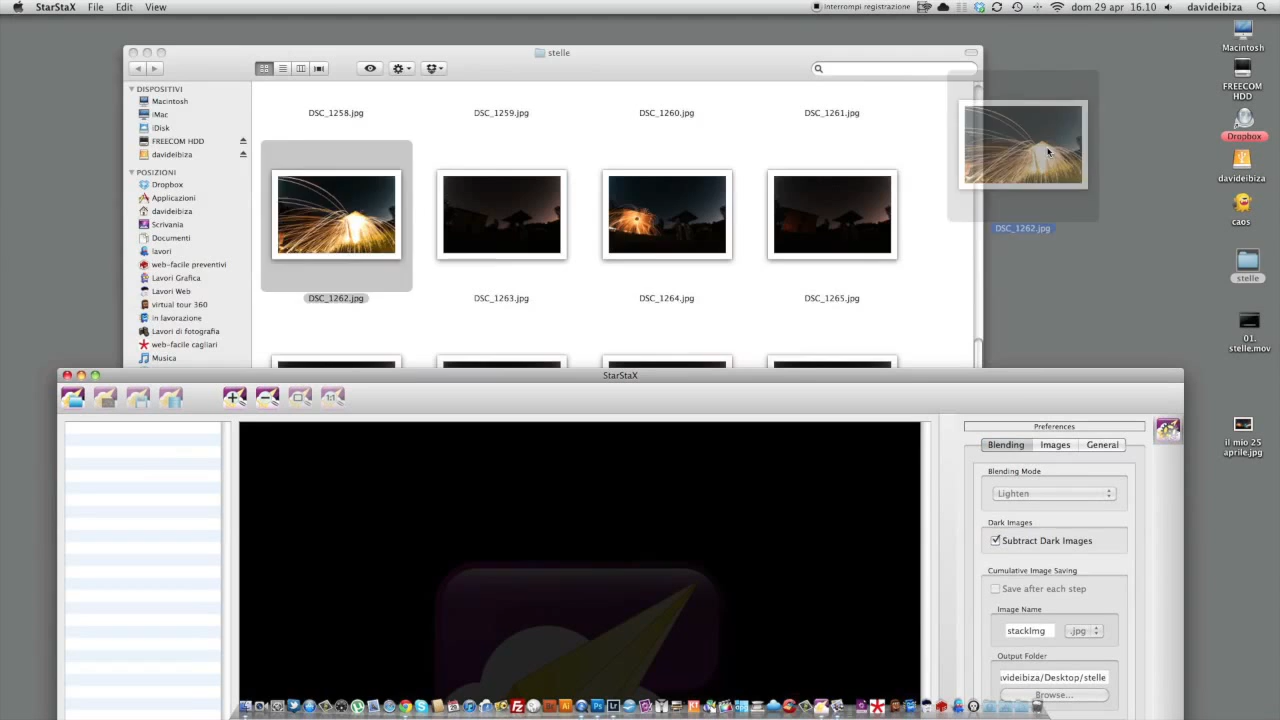 StarStaX File Edit View Interrompi registrazione dom 29 apr 16.10 davideibiza
stelle
DISPOSITIVI
Macintosh
iMac
iDisk
FREECOM HDD
davideibiza
POSIZIONI
Dropbox
Applicazioni
davideibiza
Scrivania
Documenti
lavori
web-facile preventivi
Lavori Grafica
Lavori Web
virtual tour 360
in lavorazione
Lavori di fotografia
web-facile cagliari
Musica
DSC_1258.jpg DSC_1259.jpg DSC_1260.jpg DSC_1261.jpg
DSC_1262.jpg DSC_1263.jpg DSC_1264.jpg DSC_1265.jpg
DSC_1262.jpg
Macintosh
FREECOM
HDD
Dropbox
davideibiza
caos
stelle
01.
stelle.mov
il mio 25
aprile.jpg
StarStaX
1:1
Preferences
Blending Images General
Blending Mode
Lighten
Dark Images
Subtract Dark Images
Cumulative Image Saving
Save after each step
Image Name
stackImg .jpg
Output Folder
videibiza/Desktop/stelle
Browse...